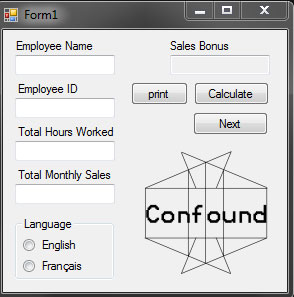 Form1
Employee Name
Sales Bonus
Employee ID
print
Calculate
Next
Total Hours Worked
Total Monthly Sales
Confound
Language
English
Français